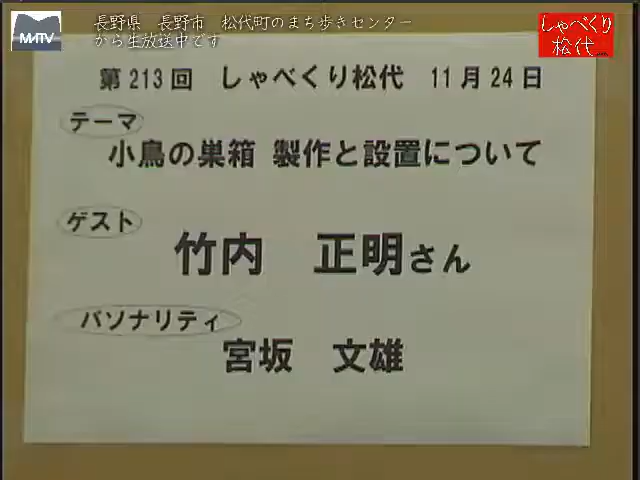 MATV
長野県 長野市 松代町のまち歩きセンター
から生放送中です
しゃべくり
松代
第213回 しゃべくり松代 11月24日
テーマ
小鳥の巣箱 製作と設置について
ゲスト
竹内 正明さん
パソナリティ
宮坂 文雄